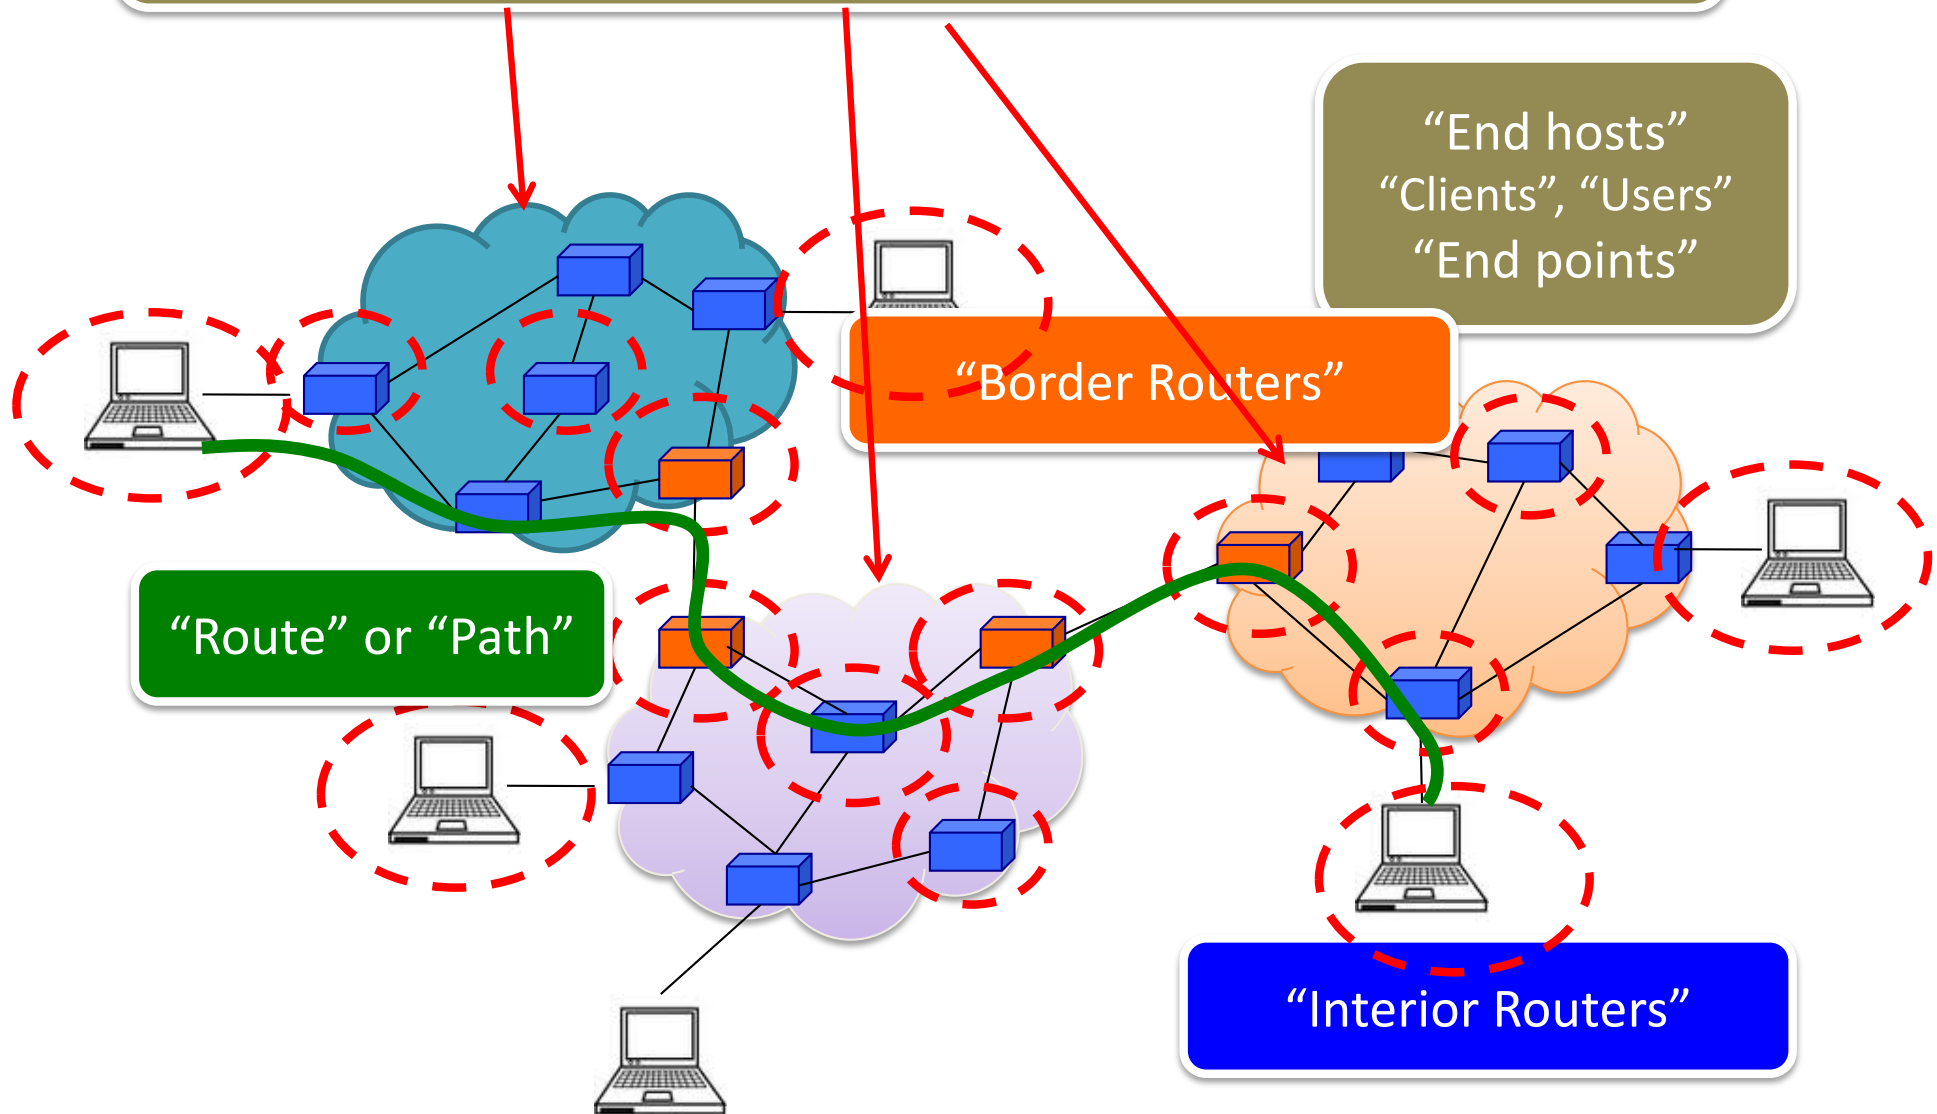 “End hosts”
“Clients”, “Users”
“End points”
“Border Routers”
“Route” or “Path”
“Interior Routers”